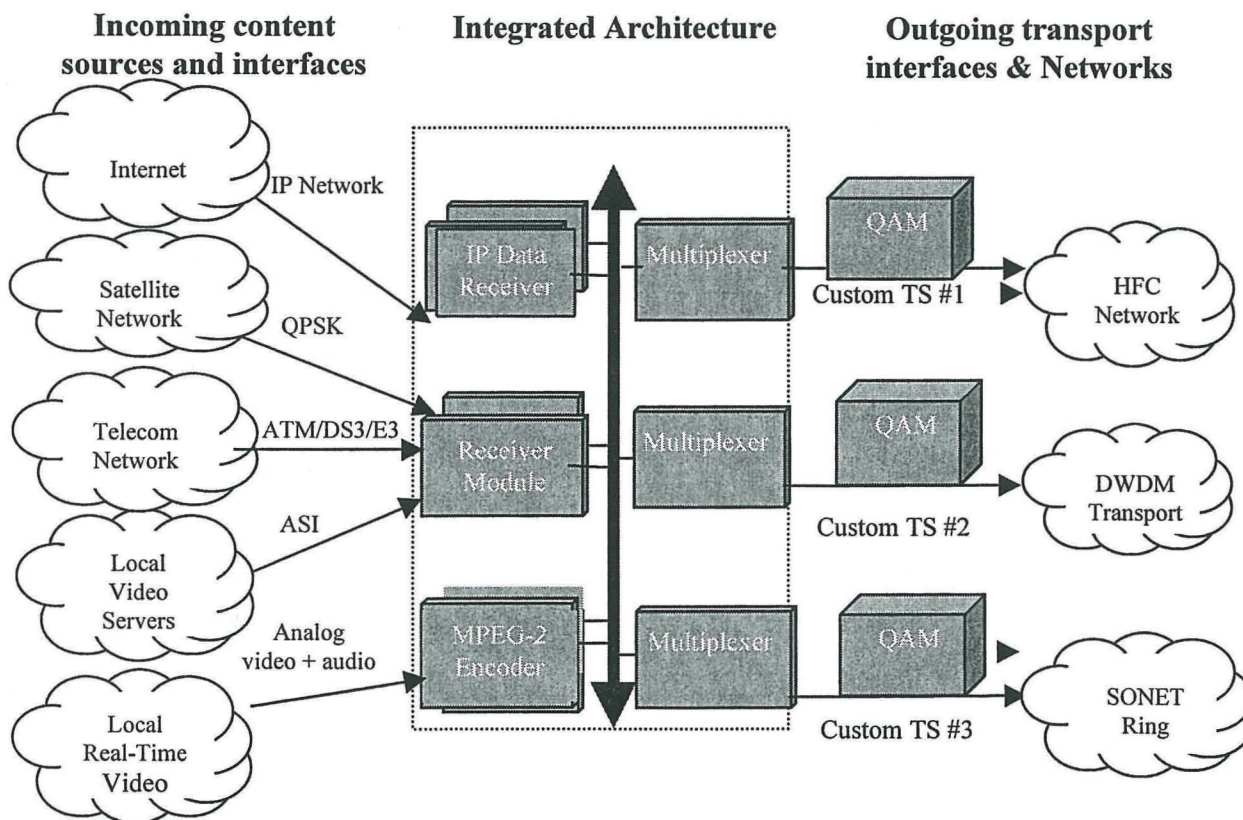 Incoming content
sources and interfaces
Integrated Architecture
Outgoing transport
interfaces & Networks
Internet
IP Network
Satellite
Network
QPSK
Telecom
Network
ATM/DS3/E3
Local
Video
Servers
ASI
Local
Real-Time
Video
Analog
video + audio
IP Data
Receiver
Receiver
Module
MPEG-2
Encoder
Multiplexer
Multiplexer
Multiplexer
QAM
Custom TS #1
QAM
Custom TS #2
QAM
Custom TS #3
HFC
Network
DWDM
Transport
SONET
Ring